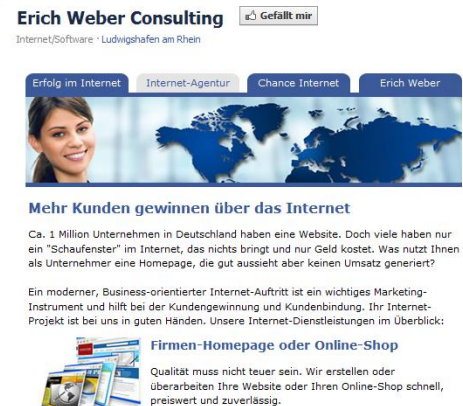 Erich Weber Consulting
Gefällt mir
Internet/Software · Ludwigshafen am Rhein
Erfolg im Internet
Internet-Agentur
Chance Internet
Erich Weber
Mehr Kunden gewinnen über das Internet
Ca. 1 Million Unternehmen in Deutschland haben eine Website. Doch viele haben nur
ein "Schaufenster" im Internet, das nichts bringt und nur Geld kostet. Was nutzt Ihnen
als Unternehmer eine Homepage, die gut aussieht aber keinen Umsatz generiert?
Ein moderner, Business-orientierter Internet-Auftritt ist ein wichtiges Marketing-
Instrument und hilft bei der Kundengewinnung und Kundenbindung. Ihr Internet-
Projekt ist bei uns in guten Händen. Unsere Internet-Dienstleistungen im Überblick:
Firmen-Homepage oder Online-Shop
Qualität muss nicht teuer sein. Wir erstellen oder
überarbeiten Ihre Website oder Ihren Online-Shop schnell,
preiswert und zuverlässig.